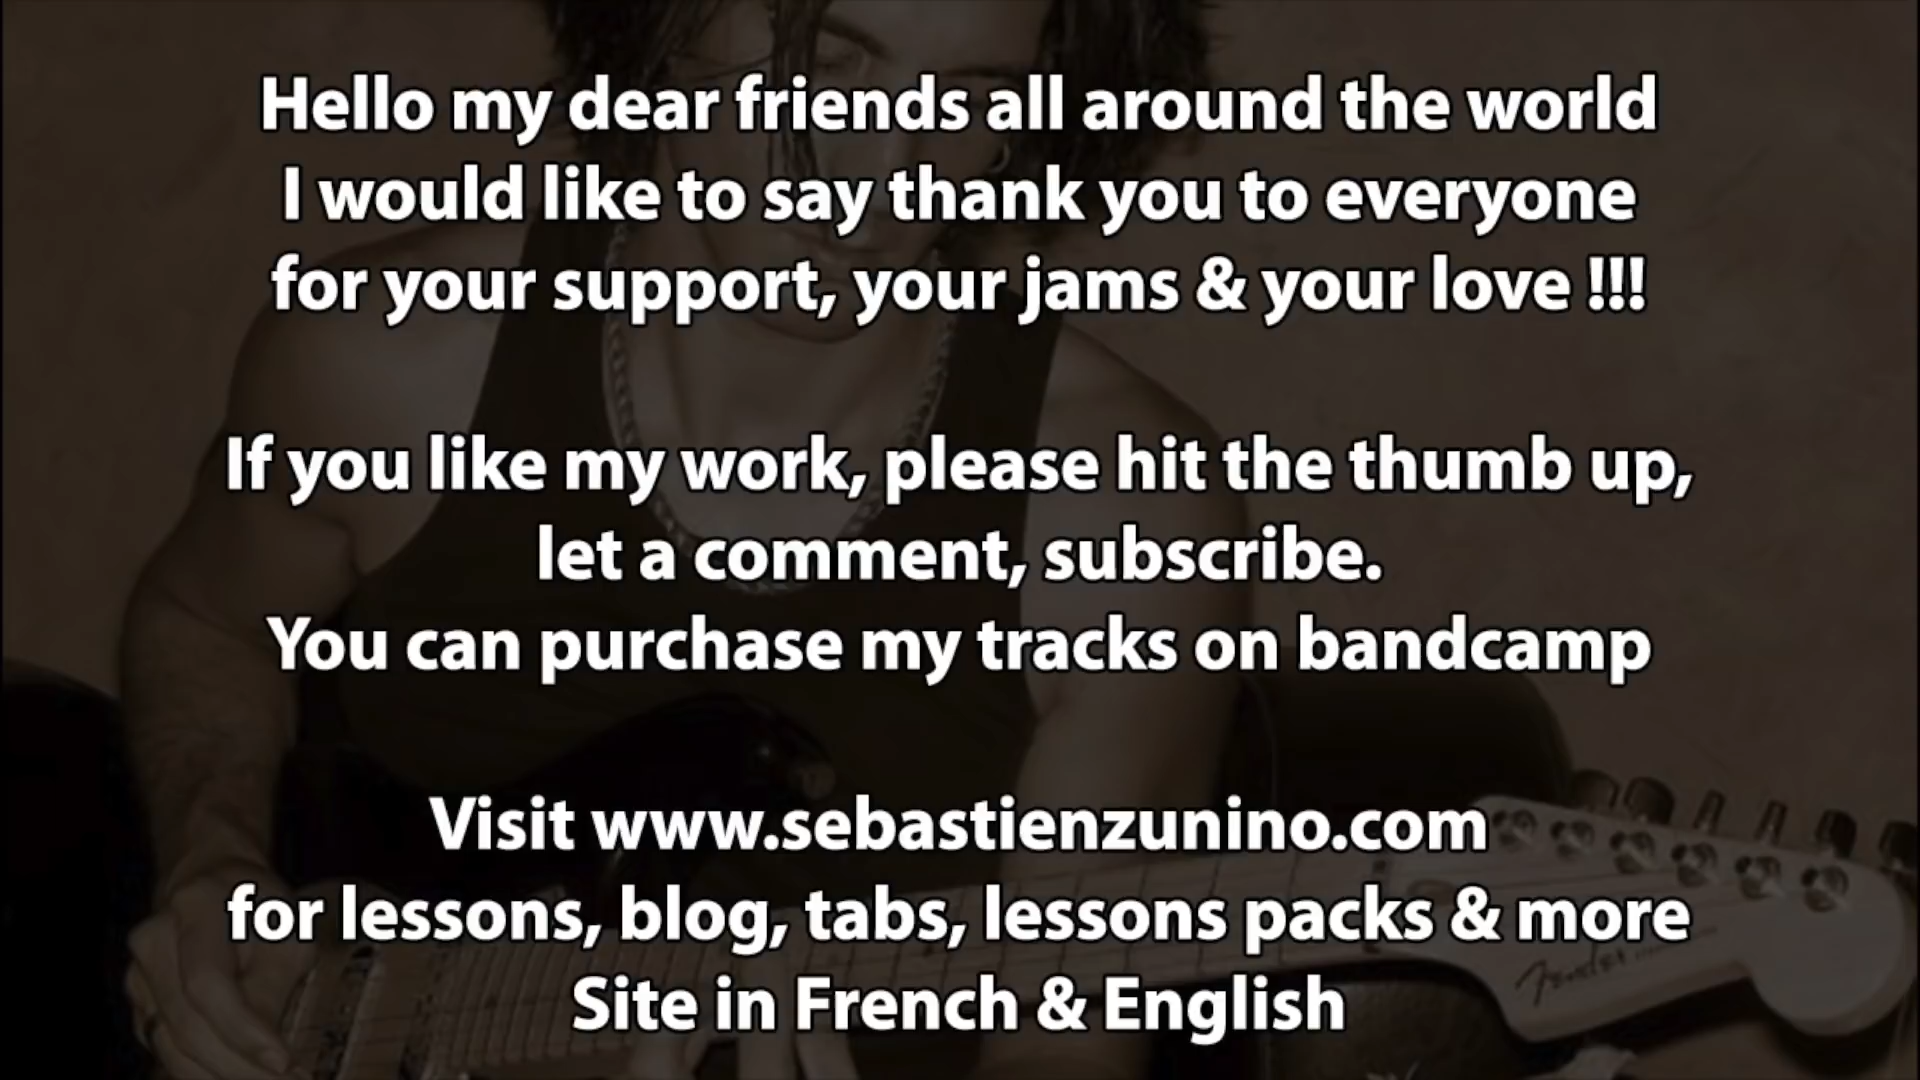 Hello my dear friends all around the world
I would like to say thank you to everyone
for your support, your jams & your love !!!
If you like my work, please hit the thumb up,
let a comment, subscribe.
You can purchase my tracks on bandcamp
Visit www.sebastienzunino.com
for lessons, blog, tabs, lessons packs & more
Site in French & English
Fender